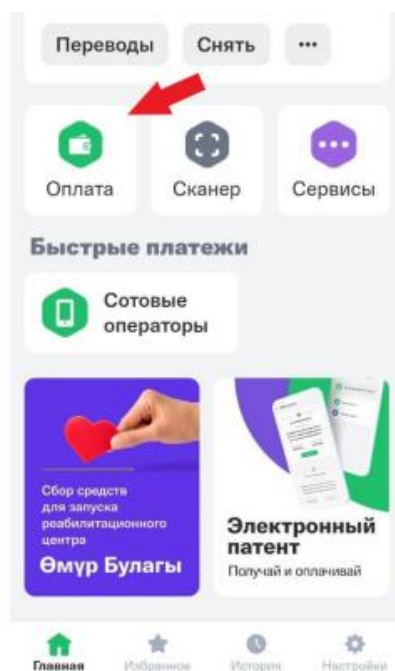 Переводы Снять ...
Оплата Сканер Сервисы
Быстрые платежи
Сотовые
операторы
Сбор средств
для запуска
реабилитационного
центра
Өмүр Булагы
Электронный
патент
Получай и оплачивай
Главная Избранное История Настройки